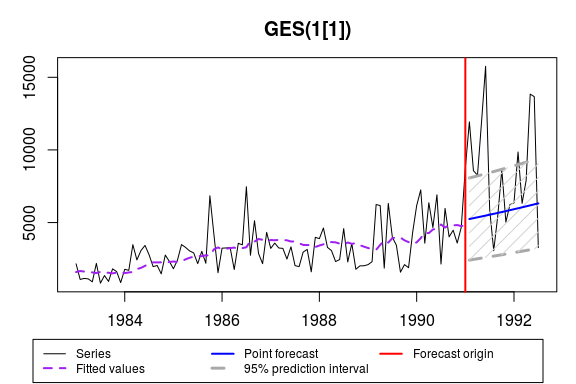 GES(1[1])
15000
10000
5000
1984 1986 1988 1990 1992
Series Point forecast Forecast origin
Fitted values 95% prediction interval